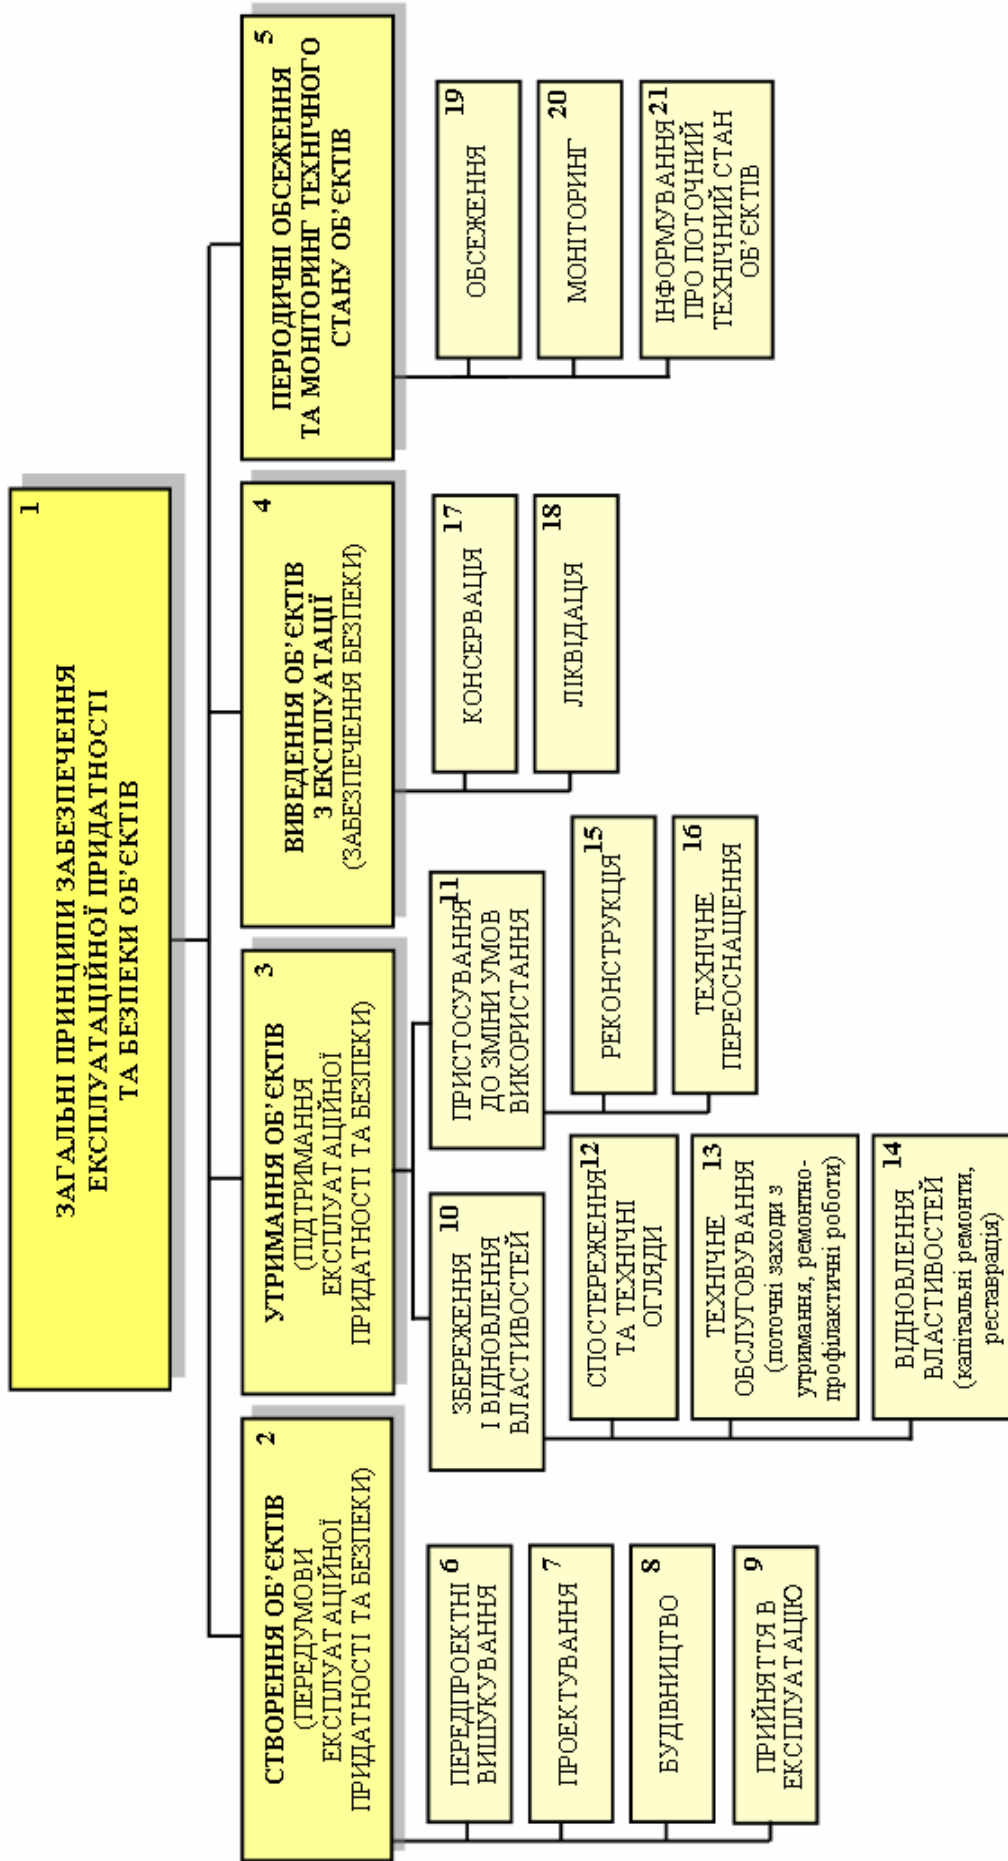 1
ЗАГАЛЬНІ ПРИНЦИПИ ЗАБЕЗПЕЧЕННЯ
ЕКСПЛУАТАЦІЙНОЇ ПРИДАТНОСТІ
ТА БЕЗПЕКИ ОБ’ЄКТІВ
2
СТВОРЕННЯ ОБ’ЄКТІВ
(ПЕРЕДУМОВИ
ЕКСПЛУАТАЦІЙНОЇ
ПРИДАТНОСТІ ТА БЕЗПЕКИ)
6
ПЕРЕДПРОЕКТНІ
ВИШУКУВАННЯ
7
ПРОЕКТУВАННЯ
8
БУДІВНИЦТВО
9
ПРИЙНЯТТЯ В
ЕКСПЛУАТАЦІЮ
3
УТРИМАННЯ ОБ’ЄКТІВ
(ПІДТРИМАННЯ
ЕКСПЛУАТАЦІЙНОЇ
ПРИДАТНОСТІ ТА БЕЗПЕКИ)
10
ЗБЕРЕЖЕННЯ
І ВІДНОВЛЕННЯ
ВЛАСТИВОСТЕЙ
12
СПОСТЕРЕЖЕННЯ
ТА ТЕХНІЧНІ
ОГЛЯДИ
13
ТЕХНІЧНЕ
ОБСЛУГОВУВАННЯ
(поточні заходи з
утримання, ремонтно-
профілактичні роботи)
14
ВІДНОВЛЕННЯ
ВЛАСТИВОСТЕЙ
(капітальні ремонти,
реставрація)
11
ПРИСТОСУВАННЯ
ДО ЗМІНИ УМОВ
ВИКОРИСТАННЯ
15
РЕКОНСТРУКЦІЯ
16
ТЕХНІЧНЕ
ПЕРЕОСНАЩЕННЯ
4
ВИВЕДЕННЯ ОБ’ЄКТІВ
З ЕКСПЛУАТАЦІЇ
(ЗАБЕЗПЕЧЕННЯ БЕЗПЕКИ)
17
КОНСЕРВАЦІЯ
18
ЛІКВІДАЦІЯ
5
ПЕРІОДИЧНІ ОБСЕЖЕННЯ
ТА МОНІТОРИНГ ТЕХНІЧНОГО
СТАНУ ОБ’ЄКТІВ
19
ОБСЕЖЕННЯ
20
МОНІТОРИНГ
21
ІНФОРМУВАННЯ
ПРО ПОТОЧНИЙ
ТЕХНІЧНИЙ СТАН
ОБ’ЄКТІВ